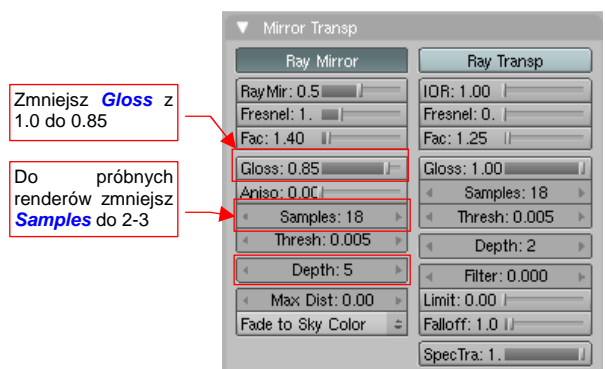 Mirror Transp
Ray Mirror
Ray Transp
Zmniejsz Gloss z
1.0 do 0.85
Do próbnych
renderów zmniejsz
Samples do 2-3
RayMir: 0.5
Fresnel: 1.
Fac: 1.40
Gloss: 0.85
Aniso: 0.00
Samples: 18
Thresh: 0.005
Depth: 5
Max Dist: 0.00
Fade to Sky Color
IOR: 1.00
Fresnel: 0.
Fac: 1.25
Gloss: 1.00
Samples: 18
Thresh: 0.005
Depth: 2
Filter: 0.000
Limit: 0.00
Falloff: 1.0
SpecTra: 1.